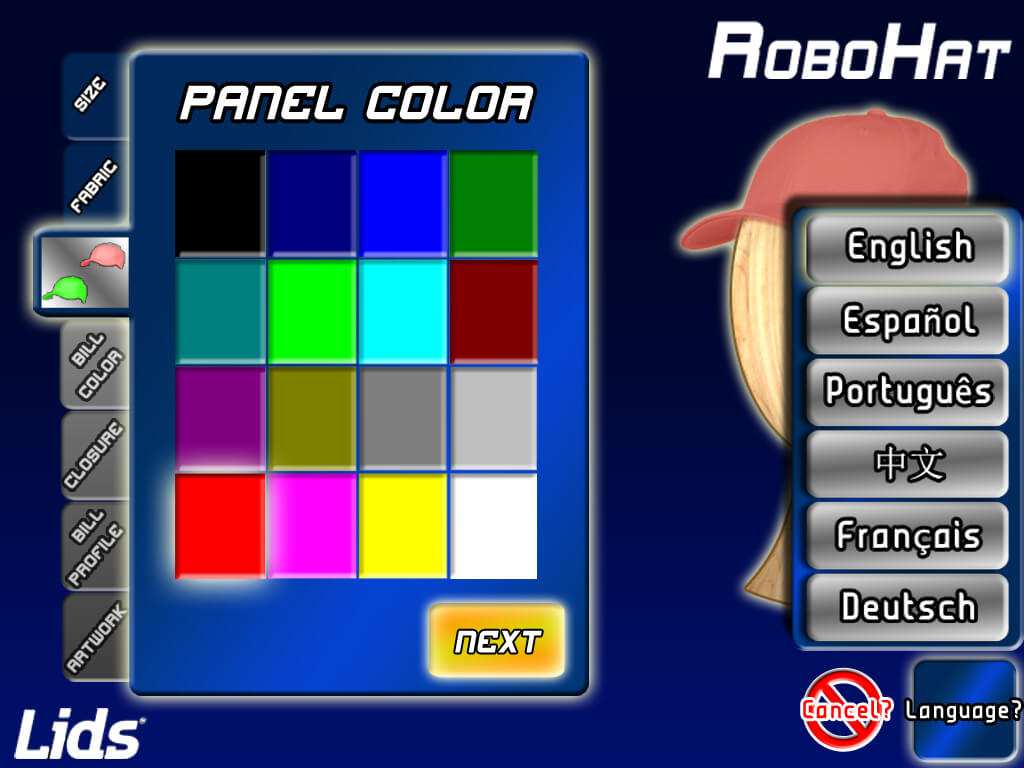 RoboHat
SIZE
PANEL COLOR
FABRIC
BILL
COLOR
CLOSURE
BILL
PROFILE
ARTWORK
NEXT
English
Español
Português
中文
Français
Deutsch
Cancel?
Language?
Lids